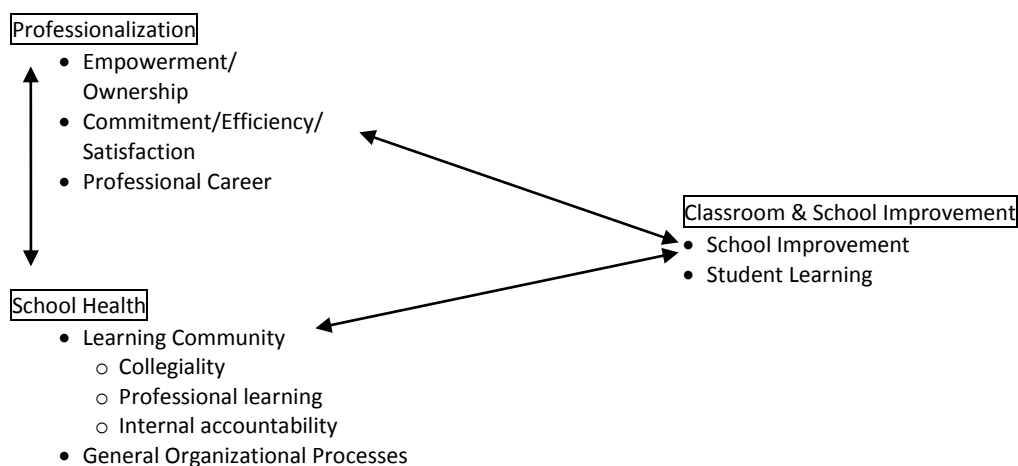 Professionalization
• Empowerment/
Ownership
• Commitment/Efficiency/
Satisfaction
• Professional Career
Classroom & School Improvement
• School Improvement
• Student Learning
School Health
• Learning Community
o Collegiality
o Professional learning
o Internal accountability
• General Organizational Processes